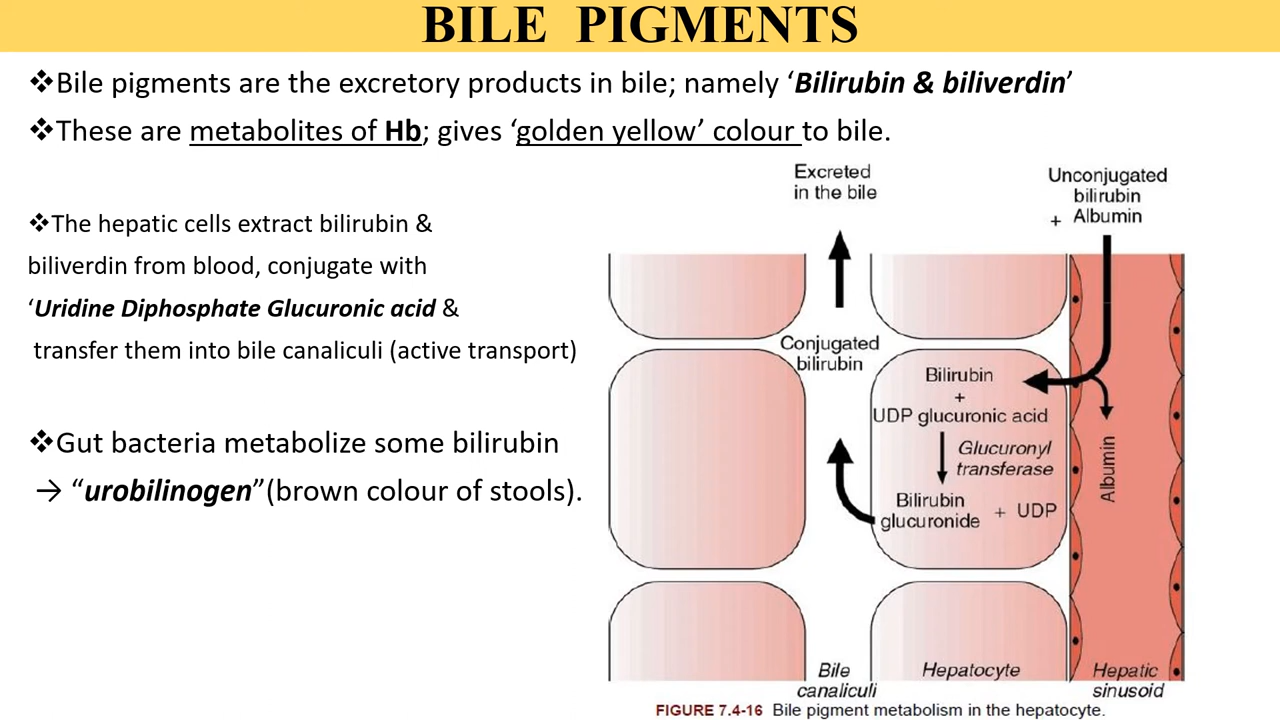 BILE PIGMENTS
❖Bile pigments are the excretory products in bile; namely ‘Bilirubin & biliverdin’
❖These are metabolites of Hb; gives ‘golden yellow’ colour to bile.
❖The hepatic cells extract bilirubin &
biliverdin from blood, conjugate with
‘Uridine Diphosphate Glucuronic acid &
transfer them into bile canaliculi (active transport)
❖Gut bacteria metabolize some bilirubin
→ “urobilinogen”(brown colour of stools).
Excreted
in the bile
Unconjugated
bilirubin
+ Albumin
Conjugated
bilirubin
Bilirubin
+
UDP glucuronic acid
Glucuronyl
transferase
Bilirubin
glucuronide
+ UDP
Albumin
Bile
canaliculi
Hepatocyte
Hepatic
sinusoid
FIGURE 7.4-16 Bile pigment metabolism in the hepatocyte.